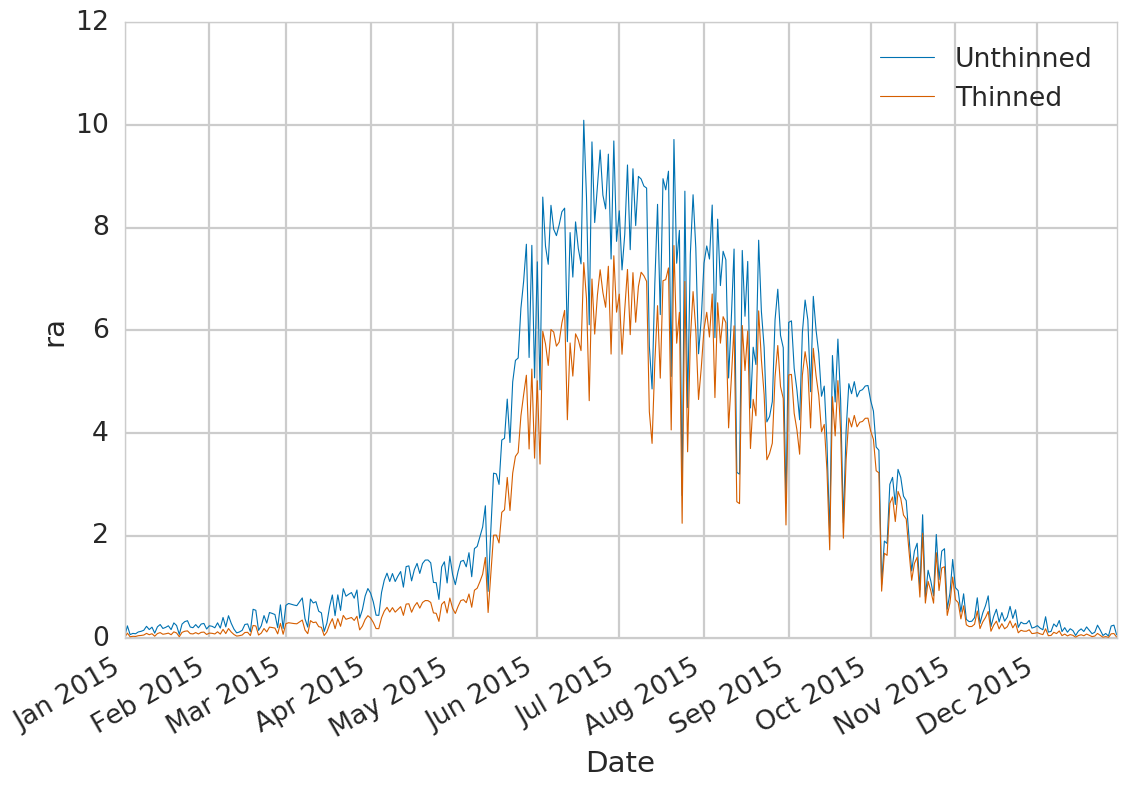 12
10
8
6
4
2
0
ra
Unthinned
Thinned
Jan 2015
Feb 2015
Mar 2015
Apr 2015
May 2015
Jun 2015
Jul 2015
Aug 2015
Sep 2015
Oct 2015
Nov 2015
Dec 2015
Date